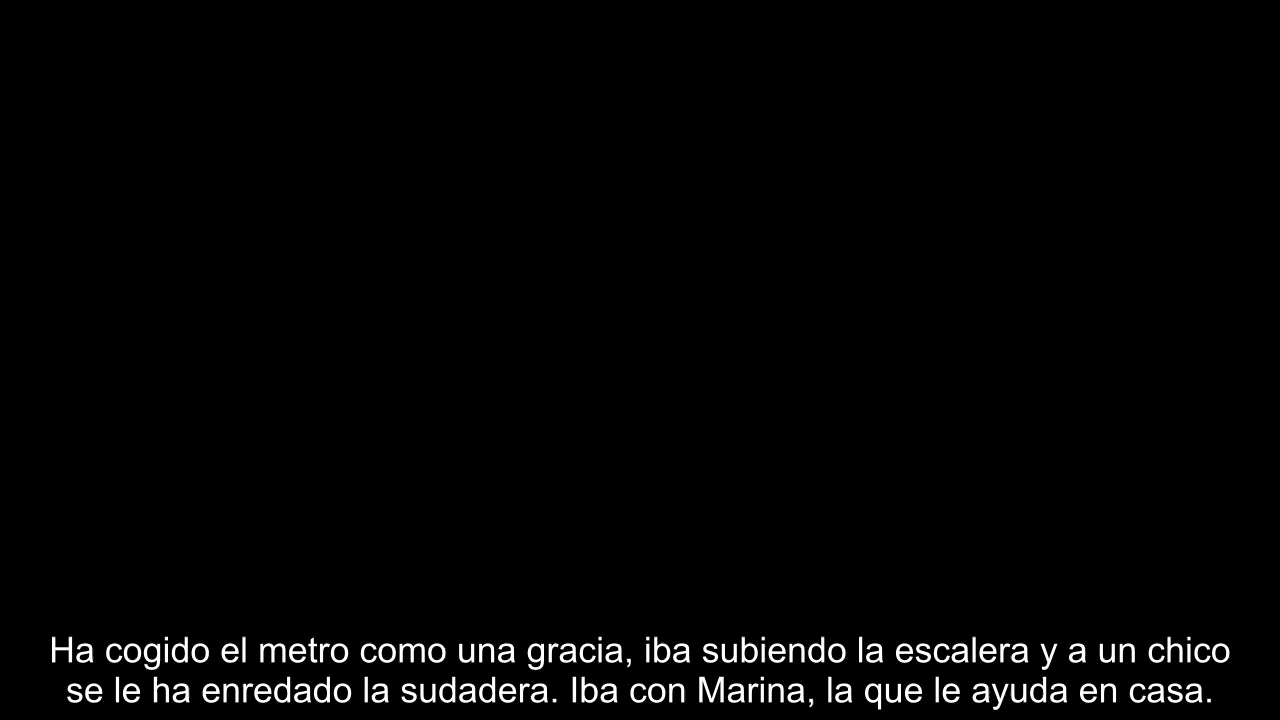 Ha cogido el metro como una gracia, iba subiendo la escalera y a un chico
se le ha enredado la sudadera. Iba con Marina, la que le ayuda en casa.